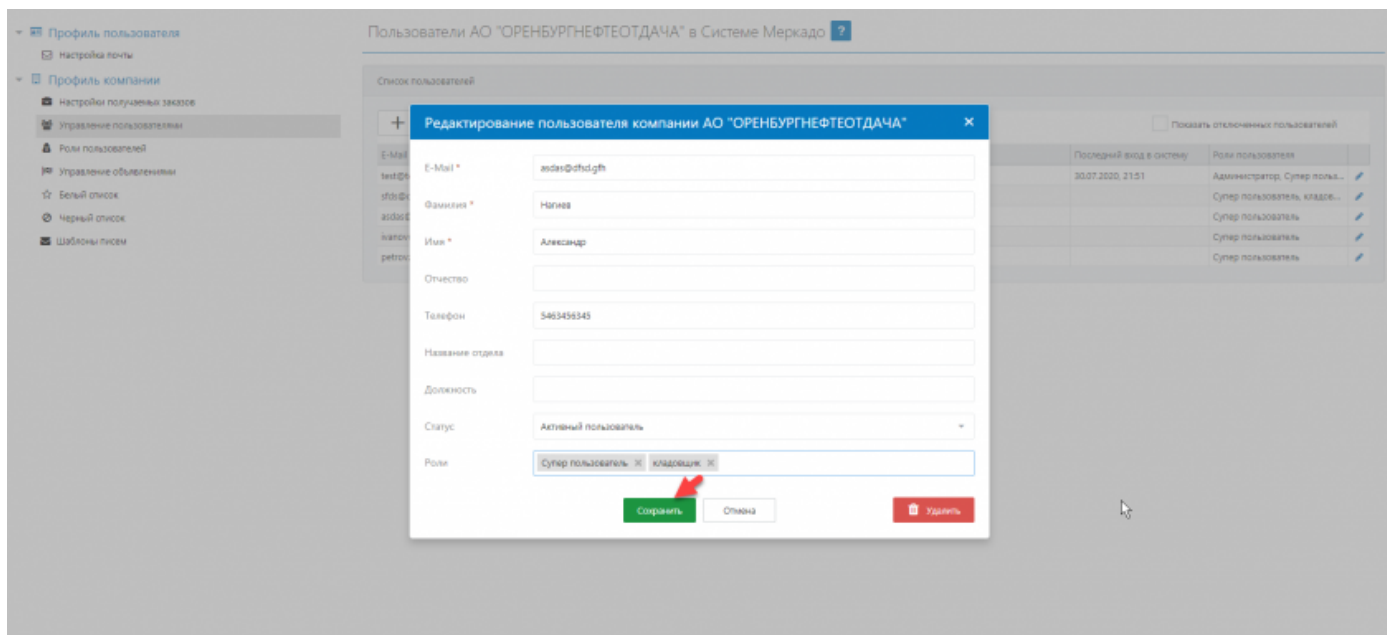 Профиль пользователя
Настройка почты
Профиль компании
Настройки получаемых заказов
Управление пользователями
Роли пользователей
Управление объявлениями
Белый список
Черный список
Шаблоны писем
Пользователи АО "ОРЕНБУРГНЕФТЕОТДАЧА" в Системе Меркадо ?
Список пользователей
Показать отключенных пользователей
E-Mail Последний вход в систему Роли пользователя
30.07.2020, 21:51 Администратор, Супер польз...
Супер пользователь, кладов...
Супер пользователь
Супер пользователь
Супер пользователь
Редактирование пользователя компании АО "ОРЕНБУРГНЕФТЕОТДАЧА" ×
E-Mail * asdas@dfsd.gfh
Фамилия *
Имя * Александр
Отчество
Телефон 5463456345
Название отдела
Должность
Статус Активный пользователь
Роли Супер пользователь × кладовщик ×
Сохранить Отмена Удалить